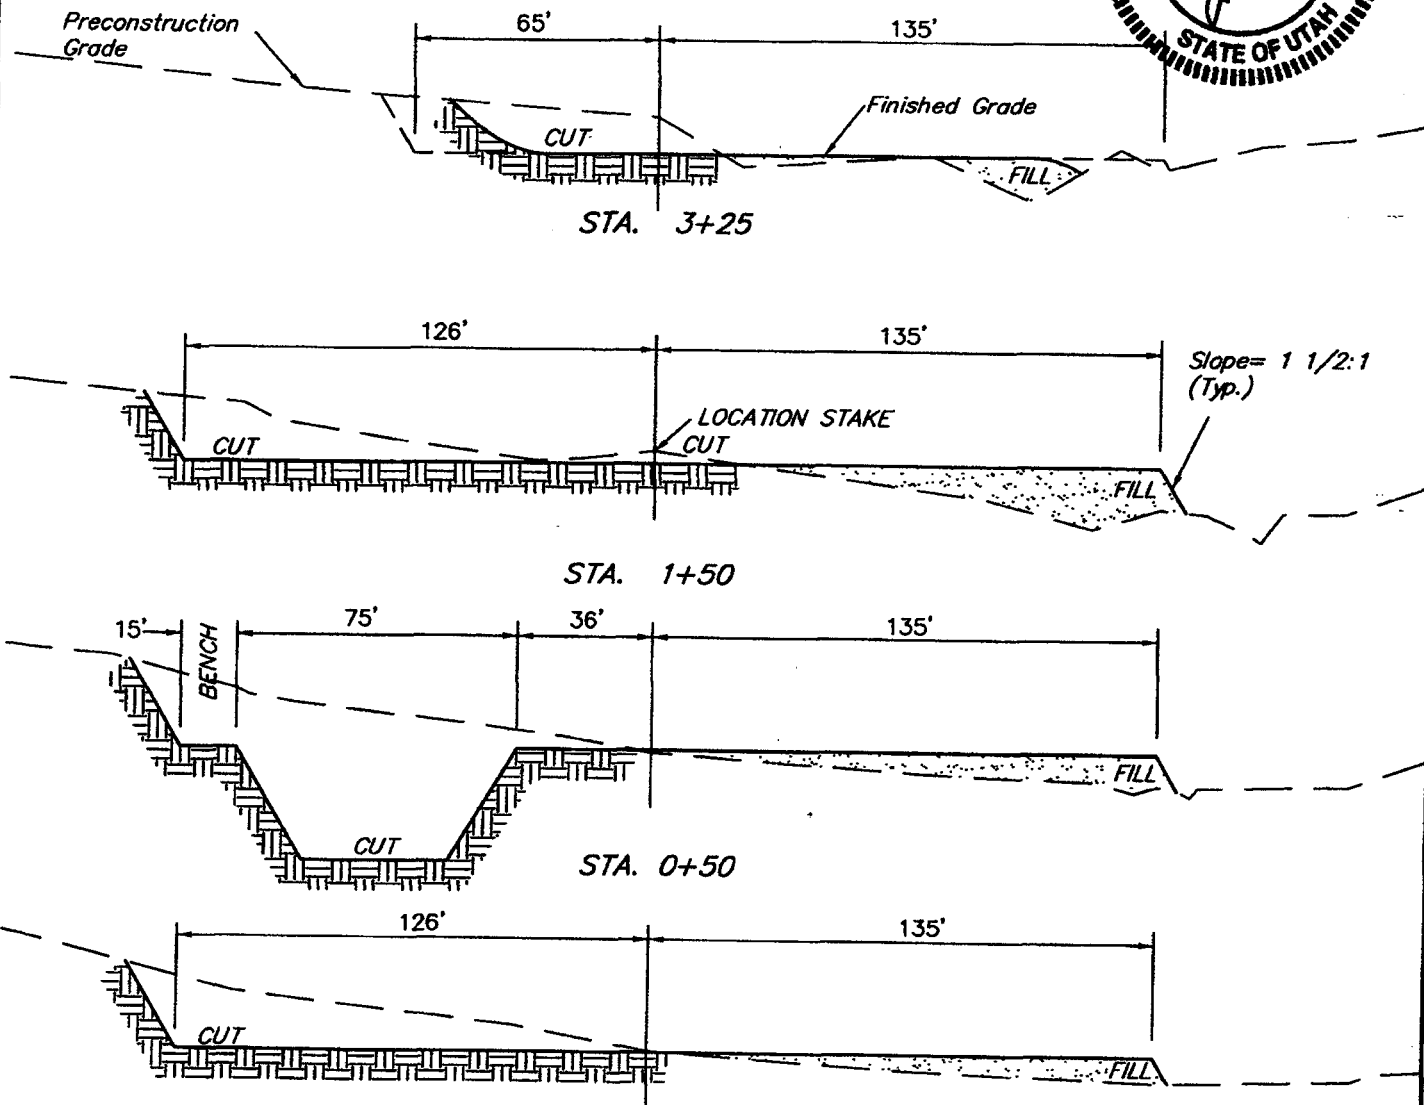 Preconstruction
Grade
65'
135'
STATE OF UTAH
Finished Grade
CUT
FILL
STA. 3+25
126'
135'
Slope= 1 1/2:1
(Typ.)
LOCATION STAKE
CUT
CUT
FILL
STA. 1+50
15'
BENCH
75'
36'
135'
FILL
CUT
STA. 0+50
126'
135'
CUT
FILL